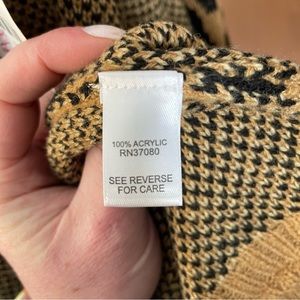 100% ACRYLIC
RN37080
SEE REVERSE
FOR CARE